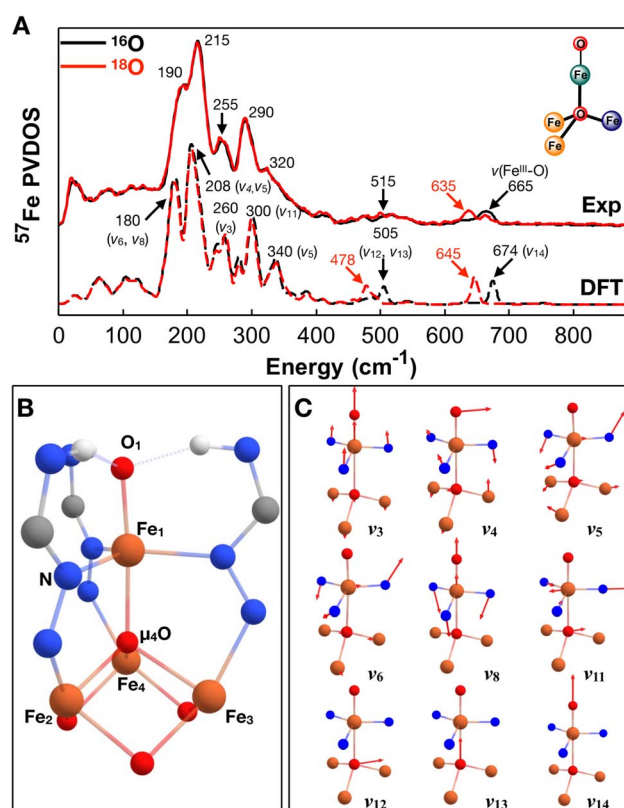 A
¹⁶O
¹⁸O
215
190
255
290
320
515
635
ν(Feᴵᴵᴵ-O)
665
Exp
O
Fe
O
Fe
Fe
Fe
208 (ν₄,ν₅)
180
(ν₆, ν₈)
260
(ν₃)
300 (ν₁₁)
340 (ν₅)
478
505
(ν₁₂, ν₁₃)
645
674 (ν₁₄)
DFT
⁵⁷Fe PVDOS
0 100 200 300 400 500 600 700 800
Energy (cm⁻¹)
B
O₁
Fe₁
N
μ₄O
Fe₄
Fe₂
Fe₃
C
ν₃ ν₄ ν₅
ν₆ ν₈ ν₁₁
ν₁₂ ν₁₃ ν₁₄